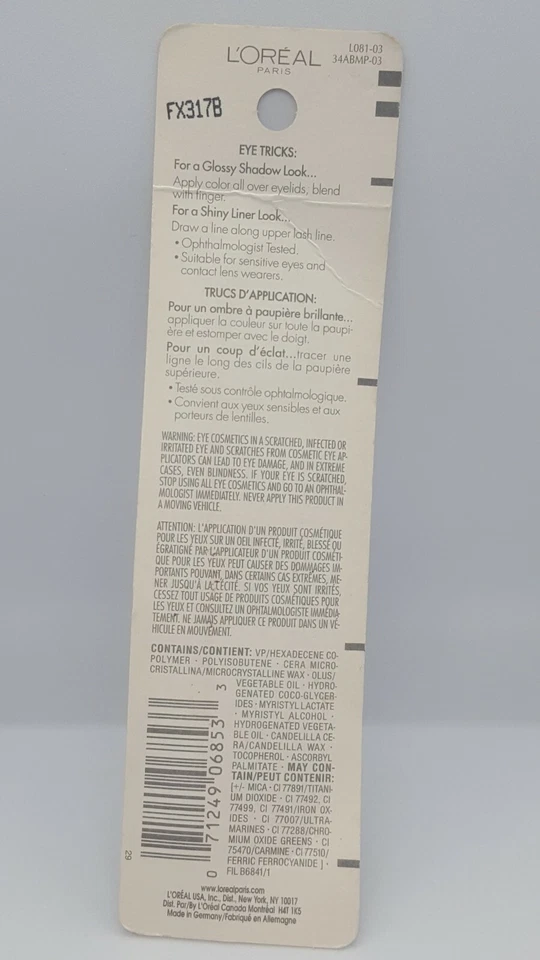 L'ORÉAL
PARIS
L081-03
34ABMP-03
FX317B
EYE TRICKS:
For a Glossy Shadow Look...
Apply color all over eyelids, blend
with finger.
For a Shiny Liner Look...
Draw a line along upper lash line.
• Ophthalmologist Tested.
• Suitable for sensitive eyes and
contact lens wearers.
TRUCS D'APPLICATION:
Pour un ombre à paupière brillante...
appliquer la couleur sur toute la paupi-
ère et estomper avec le doigt.
Pour un coup d'éclat...tracer une
ligne le long des cils de la paupière
supérieure.
• Testé sous contrôle ophtalmologique.
• Convient aux yeux sensibles et aux
porteurs de lentilles.
WARNING: EYE COSMETICS IN A SCRATCHED, INFECTED OR
IRRITATED EYE AND SCRATCHES FROM COSMETIC EYE AP-
PLICATORS CAN LEAD TO EYE DAMAGE, AND IN EXTREME
CASES, EVEN BLINDNESS. IF YOUR EYE IS SCRATCHED,
STOP USING ALL EYE COSMETICS AND GO TO AN OPHTHAL-
MOLOGIST IMMEDIATELY. NEVER APPLY THIS PRODUCT IN
A MOVING VEHICLE.
ATTENTION: L'APPLICATION D'UN PRODUIT COSMÉTIQUE
POUR LES YEUX SUR UN OEIL INFECTÉ, IRRITÉ, BLESSÉ OU
ÉGRATIGNÉ PAR L'APPLICATEUR D'UN PRODUIT COSMÉTI-
QUE POUR LES YEUX PEUT CAUSER DES DOMMAGES IM-
PORTANTS POUVANT, DANS CERTAINS CAS EXTRÊMES, ME-
NER JUSQU'À LA CÉCITÉ. SI VOS YEUX SONT IRRITÉS,
CESSEZ TOUT USAGE DE PRODUITS COSMÉTIQUES POUR
LES YEUX ET CONSULTEZ UN OPHTALMOLOGISTE IMMÉDIA-
TEMENT. NE JAMAIS APPLIQUER CE PRODUIT DANS UN VÉ-
HICULE EN MOUVEMENT.
CONTAINS/CONTIENT: VP/HEXADECENE CO-
POLYMER • POLYISOBUTENE • CERA MICRO-
CRISTALLINA/MICROCRYSTALLINE WAX • OLUS/
VEGETABLE OIL • HYDRO-
GENATED COCO-GLYCER-
IDES • MYRISTYL LACTATE
• MYRISTYL ALCOHOL •
HYDROGENATED VEGETA-
BLE OIL • CANDELILLA CE-
RA/CANDELILLA WAX •
TOCOPHEROL • ASCORBYL
PALMITATE • MAY CON-
TAIN/PEUT CONTENIR:
[+/- MICA • CI 77891/TITANI-
UM DIOXIDE • CI 77492, CI
77499, CI 77491/IRON OX-
IDES • CI 77007/ULTRA-
MARINES • CI 77288/CHRO-
MIUM OXIDE GREENS • CI
75470/CARMINE • CI 77510/
FERRIC FERROCYANIDE ] •
FIL B6841/1
0 71249 06853 3
29
www.lorealparis.com
L'ORÉAL USA, Inc., Dist., New York, NY 10017
Dist. Par/By L'Oréal Canada Montréal H4T 1K5
Made in Germany/Fabriqué en Allemagne